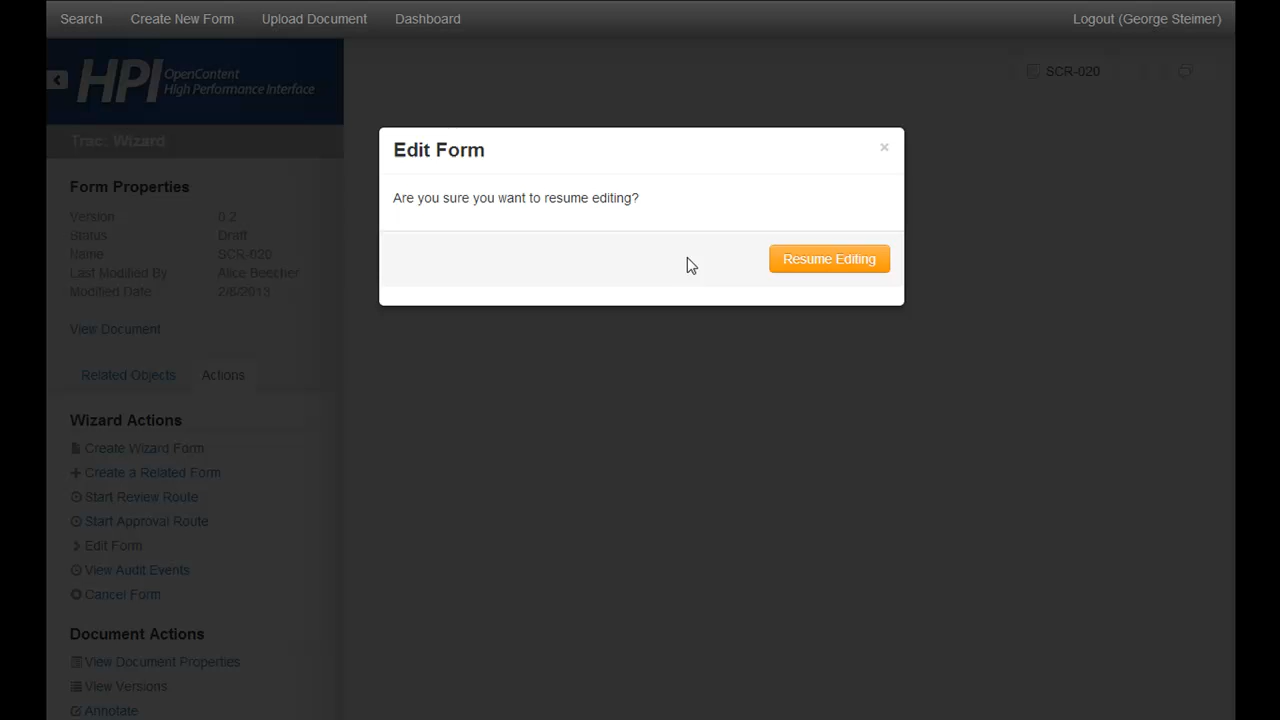 Search Create New Form Upload Document Dashboard Logout (George Steimer)
HPI OpenContent High Performance Interface
SCR-020
Trac: Wizard
Edit Form ×
Are you sure you want to resume editing?
Resume Editing
Form Properties
Version 0.2
Status Draft
Name SCR-020
Last Modified By Alice Beecher
Modified Date 2/8/2013
View Document
Related Objects Actions
Wizard Actions
Create Wizard Form
Create a Related Form
Start Review Route
Start Approval Route
Edit Form
View Audit Events
Cancel Form
Document Actions
View Document Properties
View Versions
Annotate